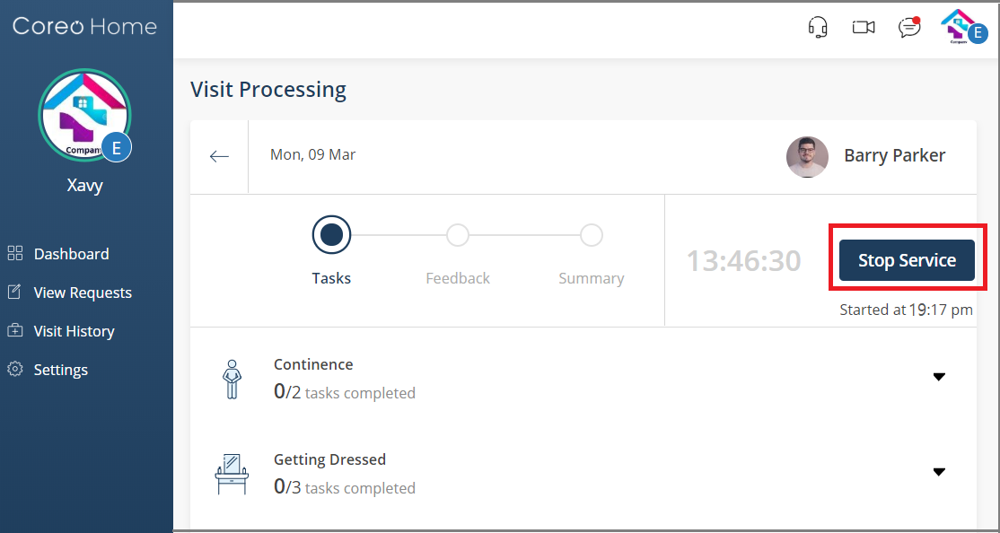 Coreo Home
Company
E
Visit Processing
Company
E
Xavy
Mon, 09 Mar
Barry Parker
Tasks
Feedback
Summary
13:46:30
Stop Service
Started at 19:17 pm
Dashboard
View Requests
Visit History
Settings
Continence
0/2 tasks completed
Getting Dressed
0/3 tasks completed